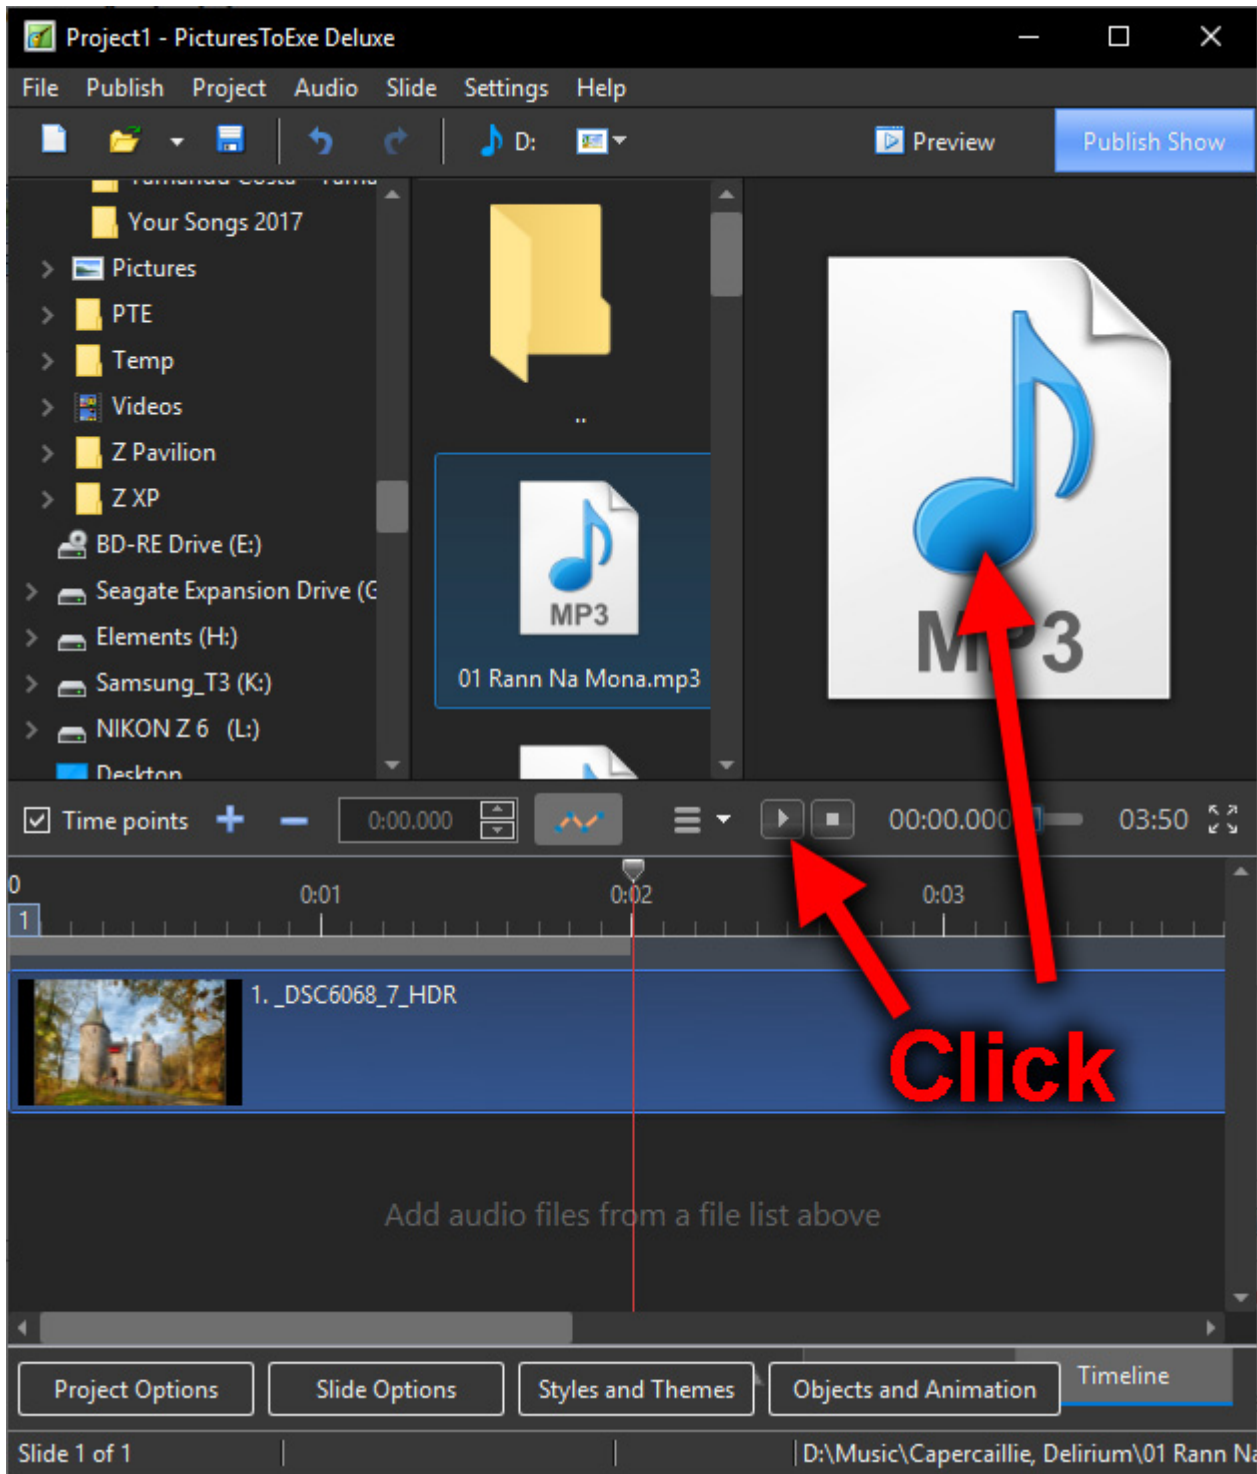 Project1 - PicturesToExe Deluxe
File Publish Project Audio Slide Settings Help
D: Preview Publish Show
Your Songs 2017
Pictures
PTE
Temp
Videos
Z Pavilion
Z XP
BD-RE Drive (E:)
Seagate Expansion Drive (G
Elements (H:)
Samsung_T3 (K:)
NIKON Z 6 (L:)
Desktop
..
MP3
01 Rann Na Mona.mp3
MP3
Time points 0:00.000 00:00.000 03:50
0 0:01 0:02 0:03
1
1. _DSC6068_7_HDR
Click
Add audio files from a file list above
Project Options Slide Options Styles and Themes Objects and Animation Timeline
Slide 1 of 1 D:\Music\Capercaillie, Delirium\01 Rann Na